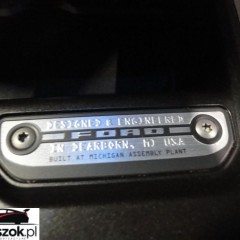 DESIGNED & ENGINEERED
FORD
IN DEARBORN, MI USA
BUILT AT MICHIGAN ASSEMBLY PLANT
szok.pl